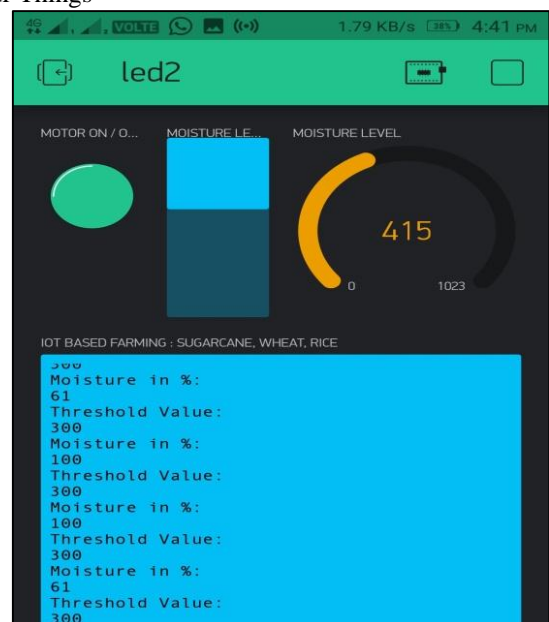 r Things
4G VOLTE 1.79 KB/s 38% 4:41 PM
led2
MOTOR ON / O... MOISTURE LE... MOISTURE LEVEL
415
0 1023
IOT BASED FARMING : SUGARCANE, WHEAT, RICE
300
Moisture in %:
61
Threshold Value:
300
Moisture in %:
100
Threshold Value:
300
Moisture in %:
100
Threshold Value:
300
Moisture in %:
61
Threshold Value:
300